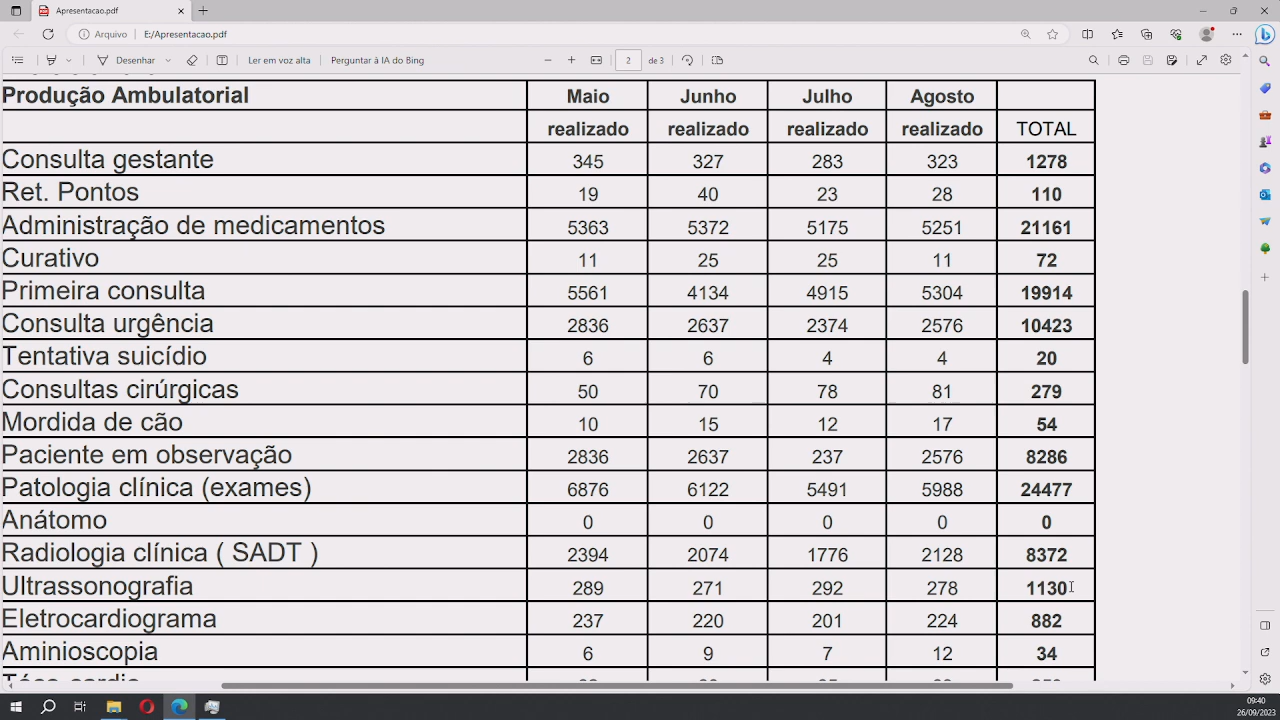 Apresentacao.pdf
Arquivo E:/Apresentacao.pdf
Desenhar Ler em voz alta Perguntar à IA do Bing 2 de 3
Produção Ambulatorial Maio Junho Julho Agosto
realizado realizado realizado realizado TOTAL
Consulta gestante 345 327 283 323 1278
Ret. Pontos 19 40 23 28 110
Administração de medicamentos 5363 5372 5175 5251 21161
Curativo 11 25 25 11 72
Primeira consulta 5561 4134 4915 5304 19914
Consulta urgência 2836 2637 2374 2576 10423
Tentativa suicídio 6 6 4 4 20
Consultas cirúrgicas 50 70 78 81 279
Mordida de cão 10 15 12 17 54
Paciente em observação 2836 2637 237 2576 8286
Patologia clínica (exames) 6876 6122 5491 5988 24477
Anátomo 0 0 0 0 0
Radiologia clínica ( SADT ) 2394 2074 1776 2128 8372
Ultrassonografia 289 271 292 278 1130
Eletrocardiograma 237 220 201 224 882
Aminioscopia 6 9 7 12 34
09:40
26/09/2023